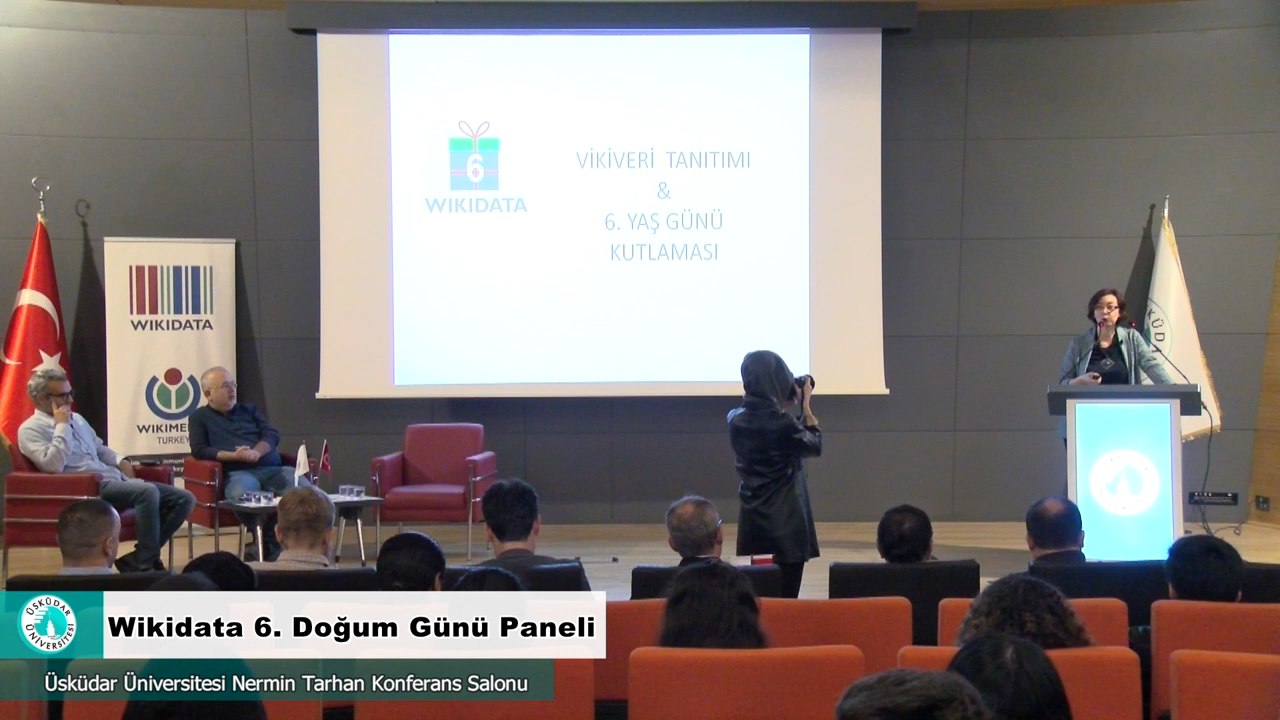 6
WIKIDATA
VİKİVERİ TANITIMI
&
6. YAŞ GÜNÜ
KUTLAMASI
WIKIDATA
TURKEY
ÜSKÜDAR
ÜNİVERSİTESİ
Wikidata 6. Doğum Günü Paneli
Üsküdar Üniversitesi Nermin Tarhan Konferans Salonu